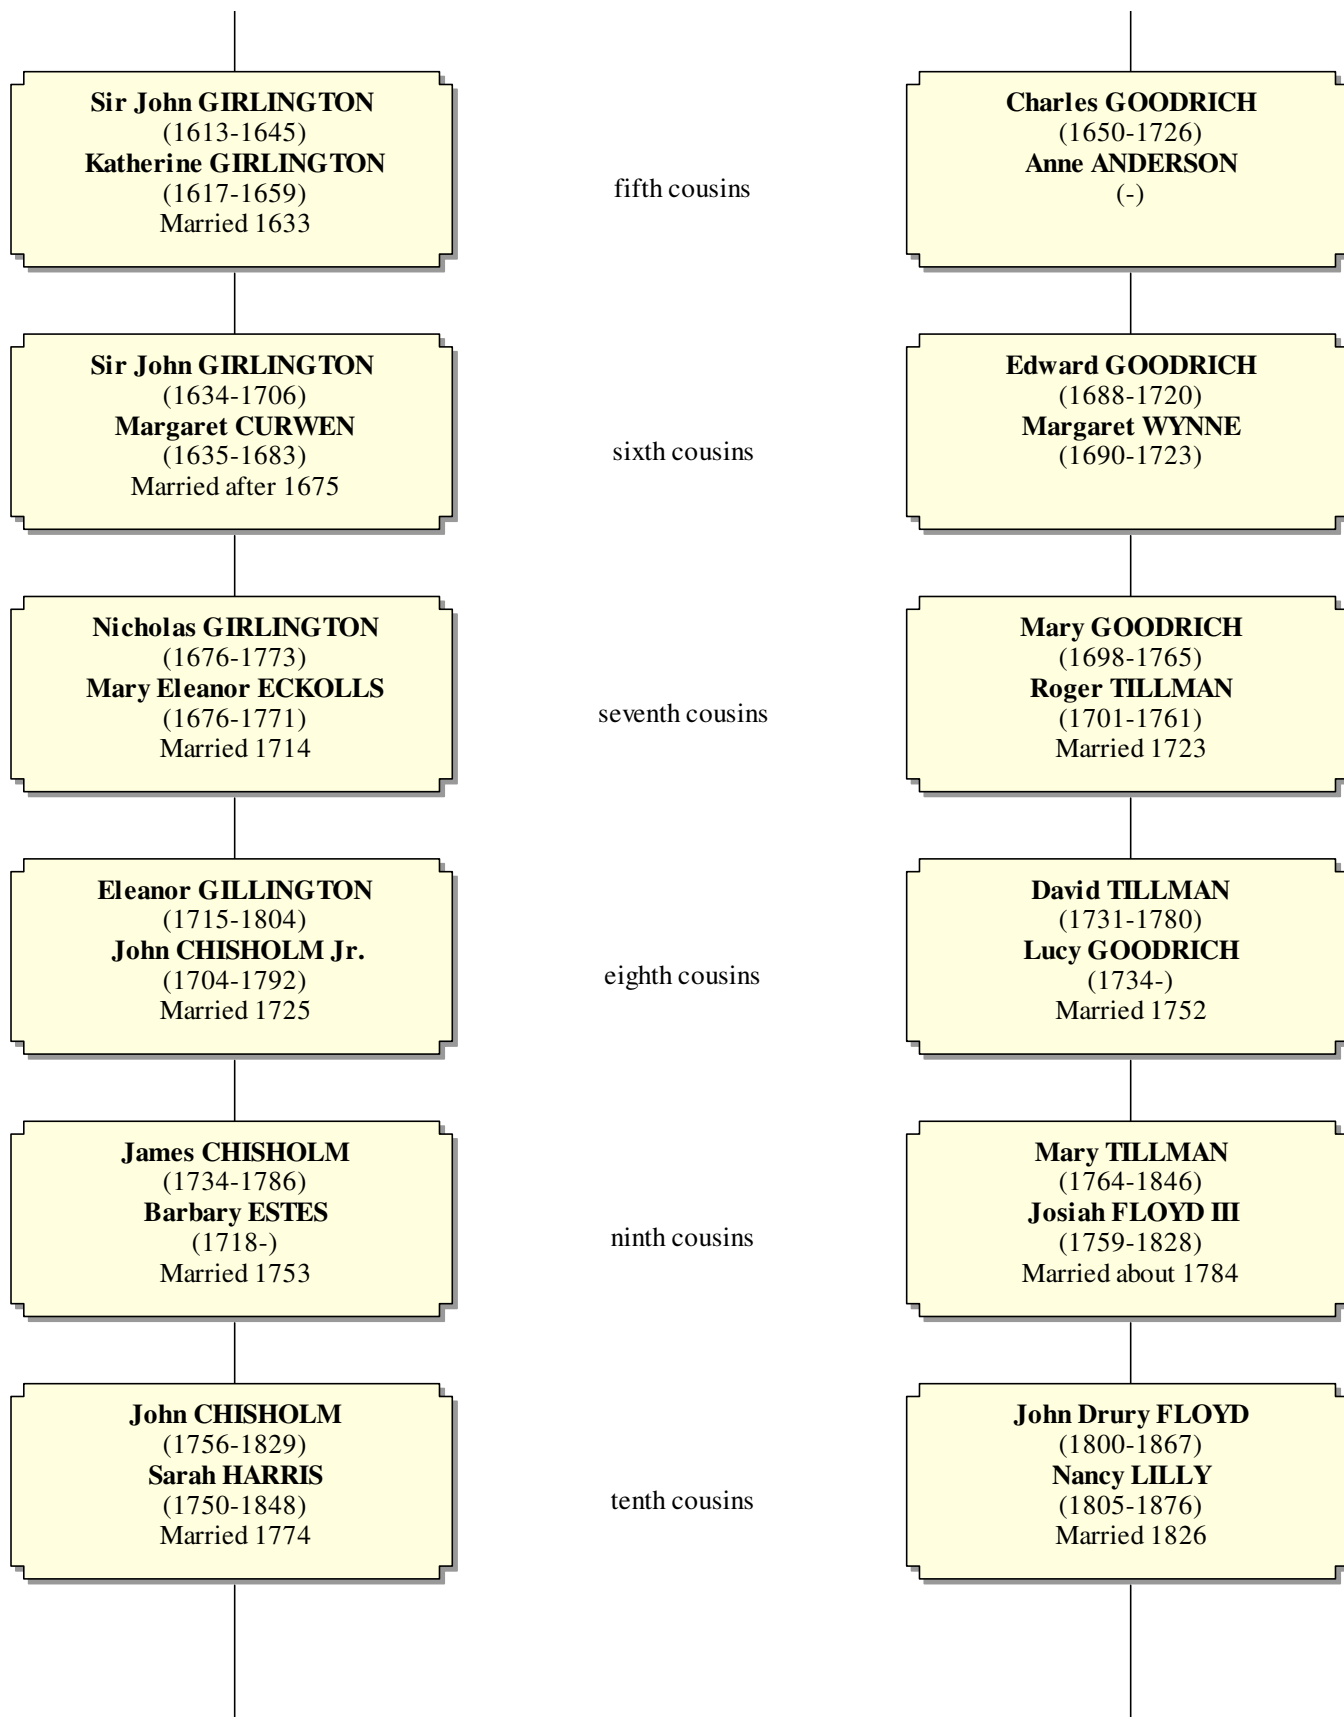 Sir John GIRLINGTON
(1613-1645)
Katherine GIRLINGTON
(1617-1659)
Married 1633
fifth cousins
Charles GOODRICH
(1650-1726)
Anne ANDERSON
(-)
Sir John GIRLINGTON
(1634-1706)
Margaret CURWEN
(1635-1683)
Married after 1675
sixth cousins
Edward GOODRICH
(1688-1720)
Margaret WYNNE
(1690-1723)
Nicholas GIRLINGTON
(1676-1773)
Mary Eleanor ECKOLLS
(1676-1771)
Married 1714
seventh cousins
Mary GOODRICH
(1698-1765)
Roger TILLMAN
(1701-1761)
Married 1723
Eleanor GILLINGTON
(1715-1804)
John CHISHOLM Jr.
(1704-1792)
Married 1725
eighth cousins
David TILLMAN
(1731-1780)
Lucy GOODRICH
(1734-)
Married 1752
James CHISHOLM
(1734-1786)
Barbary ESTES
(1718-)
Married 1753
ninth cousins
Mary TILLMAN
(1764-1846)
Josiah FLOYD III
(1759-1828)
Married about 1784
John CHISHOLM
(1756-1829)
Sarah HARRIS
(1750-1848)
Married 1774
tenth cousins
John Drury FLOYD
(1800-1867)
Nancy LILLY
(1805-1876)
Married 1826